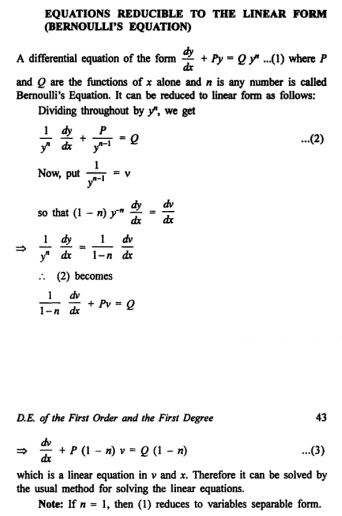 EQUATIONS REDUCIBLE TO THE LINEAR FORM
(BERNOULLI'S EQUATION)
A differential equation of the form dy/dx + Py = Q yⁿ ...(1) where P
and Q are the functions of x alone and n is any number is called
Bernoulli's Equation. It can be reduced to linear form as follows:
Dividing throughout by yⁿ, we get
1/yⁿ dy/dx + P/yⁿ⁻¹ = Q ...(2)
Now, put 1/yⁿ⁻¹ = v
so that (1 – n) y⁻ⁿ dy/dx = dv/dx
⇒ 1/yⁿ dy/dx = 1/(1–n) dv/dx
∴ (2) becomes
1/(1–n) dv/dx + Pv = Q
D.E. of the First Order and the First Degree 43
⇒ dv/dx + P (1 – n) v = Q (1 – n) ...(3)
which is a linear equation in v and x. Therefore it can be solved by
the usual method for solving the linear equations.
Note: If n = 1, then (1) reduces to variables separable form.